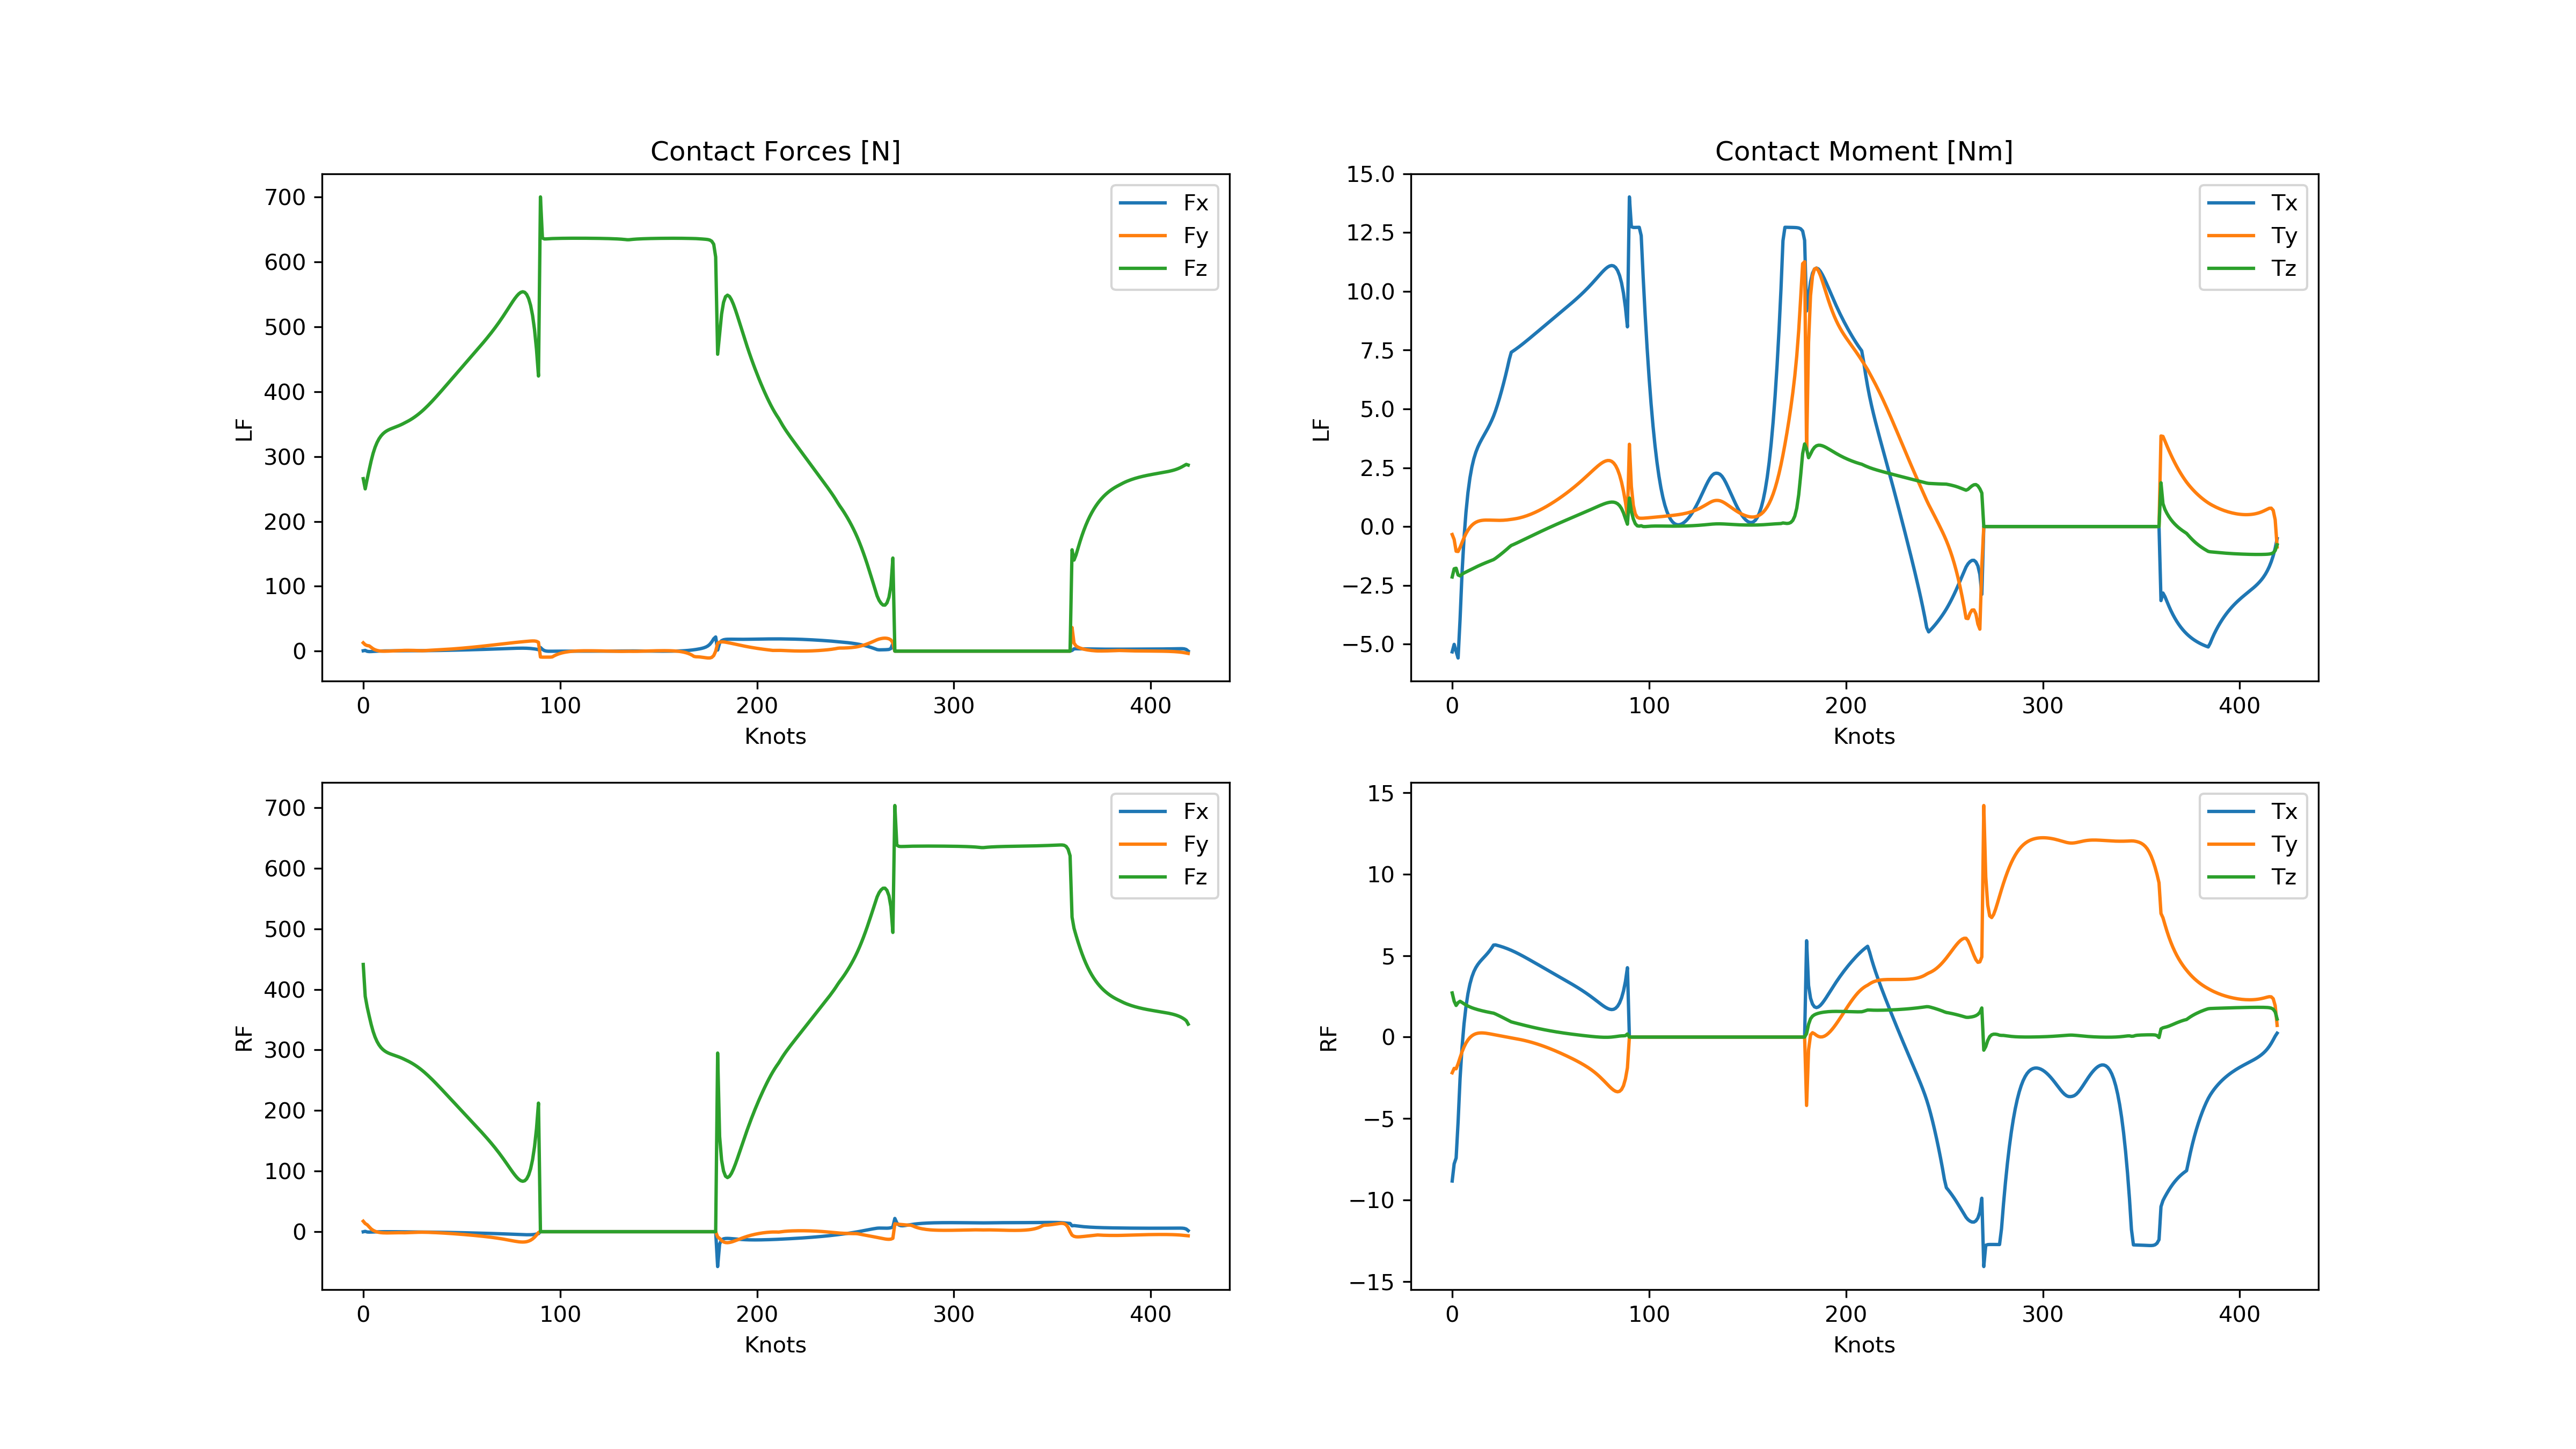 Contact Forces [N]
700
600
500
400
300
200
100
0
LF
0 100 200 300 400
Knots
Fx
Fy
Fz
Contact Moment [Nm]
15.0
12.5
10.0
7.5
5.0
2.5
0.0
−2.5
−5.0
LF
0 100 200 300 400
Knots
Tx
Ty
Tz
700
600
500
400
300
200
100
0
RF
0 100 200 300 400
Knots
Fx
Fy
Fz
15
10
5
0
−5
−10
−15
RF
0 100 200 300 400
Knots
Tx
Ty
Tz